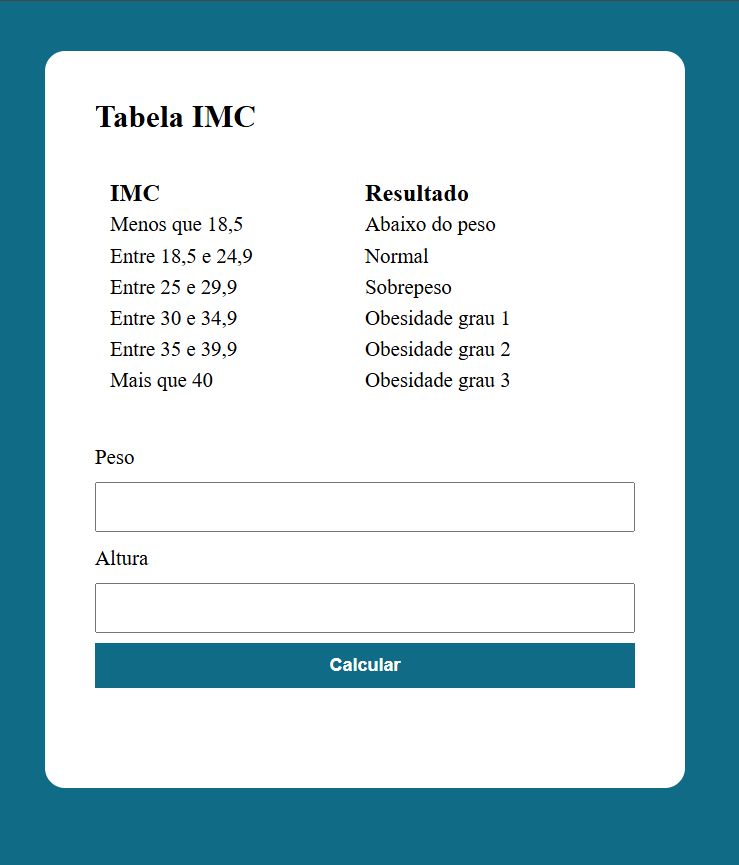 Tabela IMC
IMC Resultado
Menos que 18,5 Abaixo do peso
Entre 18,5 e 24,9 Normal
Entre 25 e 29,9 Sobrepeso
Entre 30 e 34,9 Obesidade grau 1
Entre 35 e 39,9 Obesidade grau 2
Mais que 40 Obesidade grau 3
Peso
Altura
Calcular